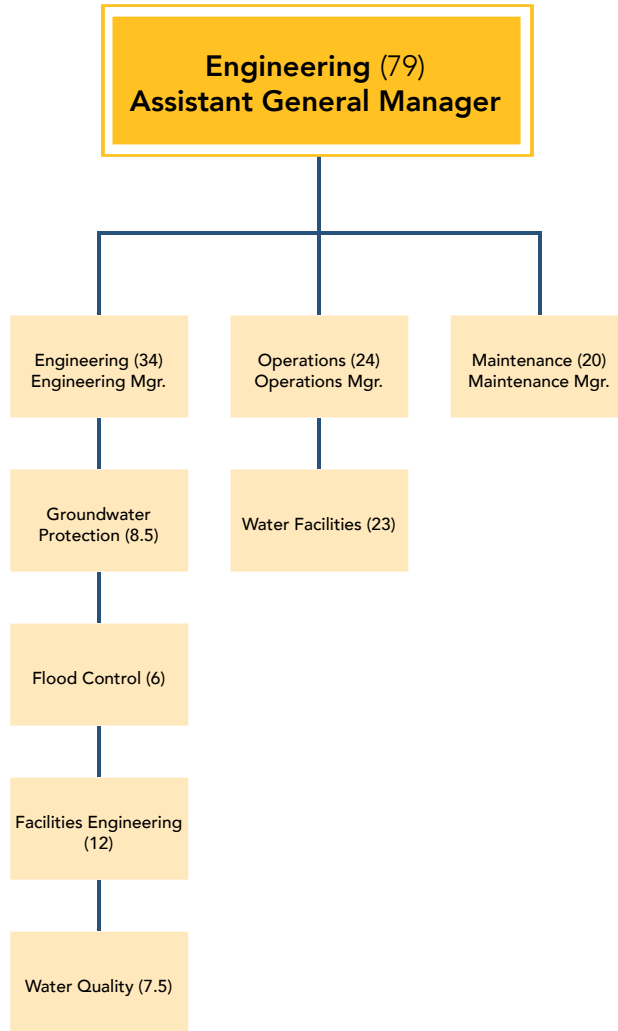 Engineering (79)
Assistant General Manager
Engineering (34)
Engineering Mgr.
Operations (24)
Operations Mgr.
Maintenance (20)
Maintenance Mgr.
Groundwater
Protection (8.5)
Water Facilities (23)
Flood Control (6)
Facilities Engineering
(12)
Water Quality (7.5)